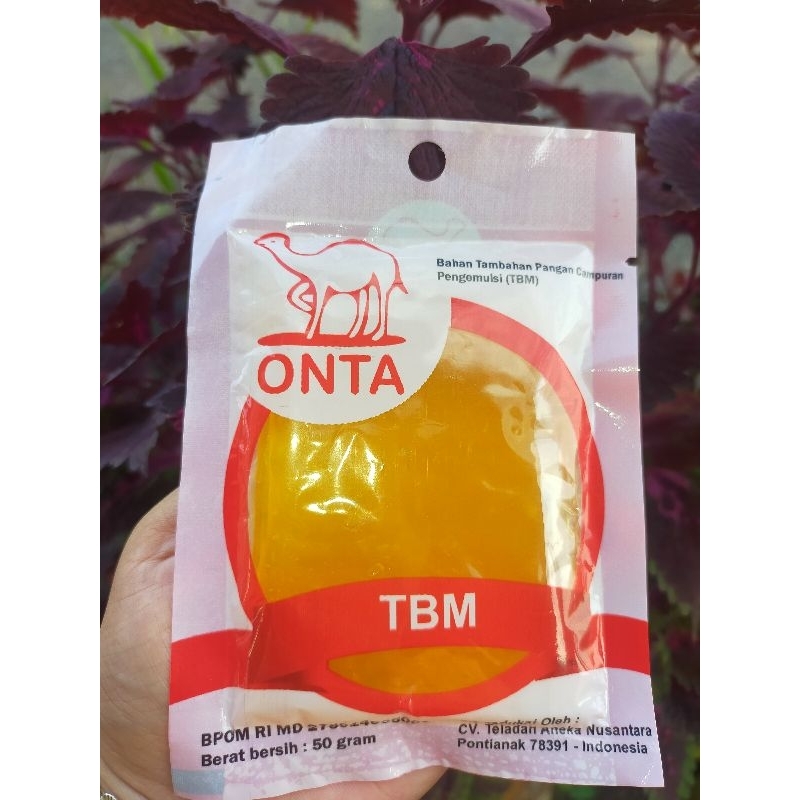 Bahan Tambahan Pangan Campuran
Pengemulsi (TBM)
ONTA
TBM
BPOM RI MD
Berat bersih : 50 gram
Oleh :
CV. Teladan Aneka Nusantara
Pontianak 78391 - Indonesia